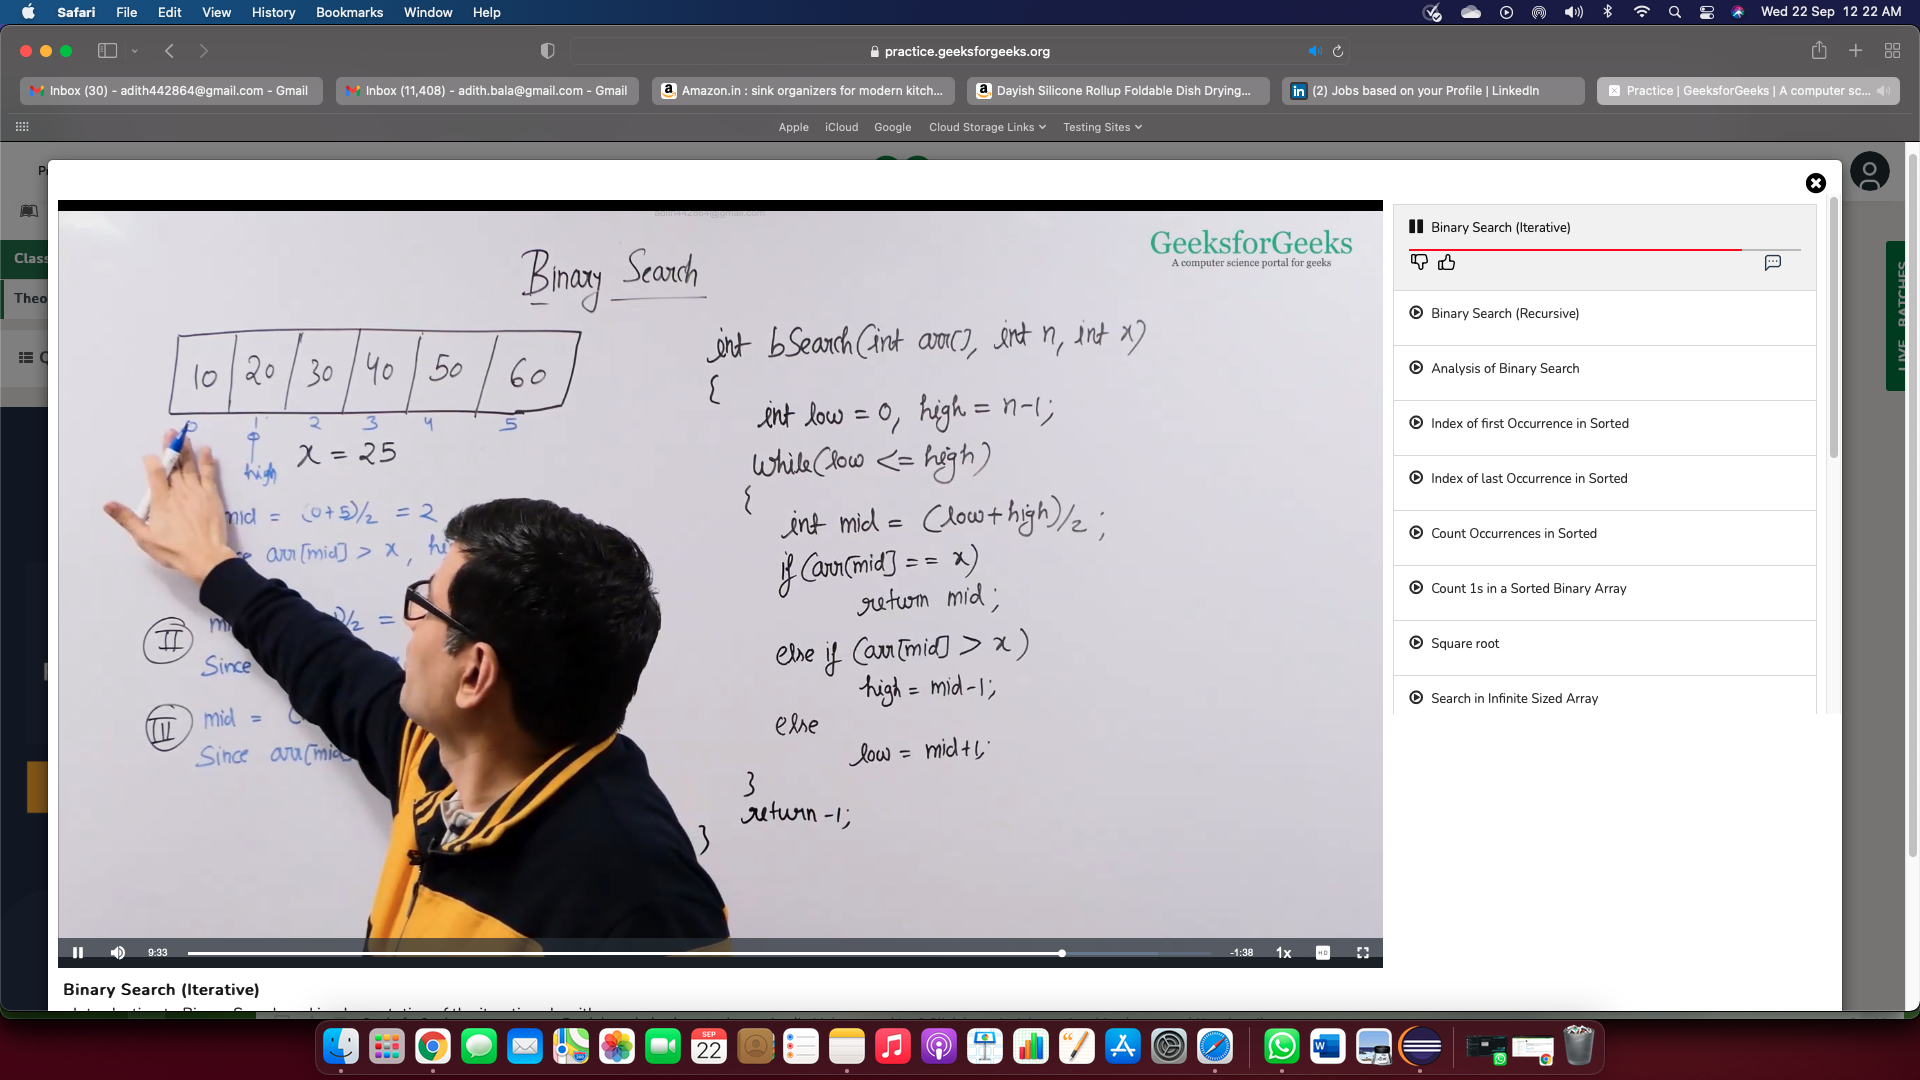 Safari File Edit View History Bookmarks Window Help
Wed 22 Sep 12 22 AM
practice.geeksforgeeks.org
Inbox (30) - adith442864@gmail.com - Gmail
Inbox (11,408) - adith.bala@gmail.com - Gmail
Amazon.in : sink organizers for modern kitch...
Dayish Silicone Rollup Foldable Dish Drying...
in (2) Jobs based on your Profile | LinkedIn
Practice | GeeksforGeeks | A computer sc...
Apple iCloud Google Cloud Storage Links Testing Sites
Clas
Theo
LIVE BATCHES
adith442864@gmail.com
GeeksforGeeks
A computer science portal for geeks
Binary Search
10 20 30 40 50 60
0 1 2 3 4 5
high
x = 25
mid = (0+5)/2 = 2
arr[mid] > x, hi
II
/2 =
Since
III mid =
Since arr[mid
int bSearch(int arr[], int n, int x)
{
int low = 0, high = n-1;
while(low <= high)
{
int mid = (low+high)/2;
if(arr[mid] == x)
return mid;
else if (arr[mid] > x)
high = mid-1;
else
low = mid+1;
}
return -1;
}
9:33
-1:38
1x
HD
Binary Search (Iterative)
Binary Search (Iterative)
Binary Search (Recursive)
Analysis of Binary Search
Index of first Occurrence in Sorted
Index of last Occurrence in Sorted
Count Occurrences in Sorted
Count 1s in a Sorted Binary Array
Square root
Search in Infinite Sized Array
SEP
22